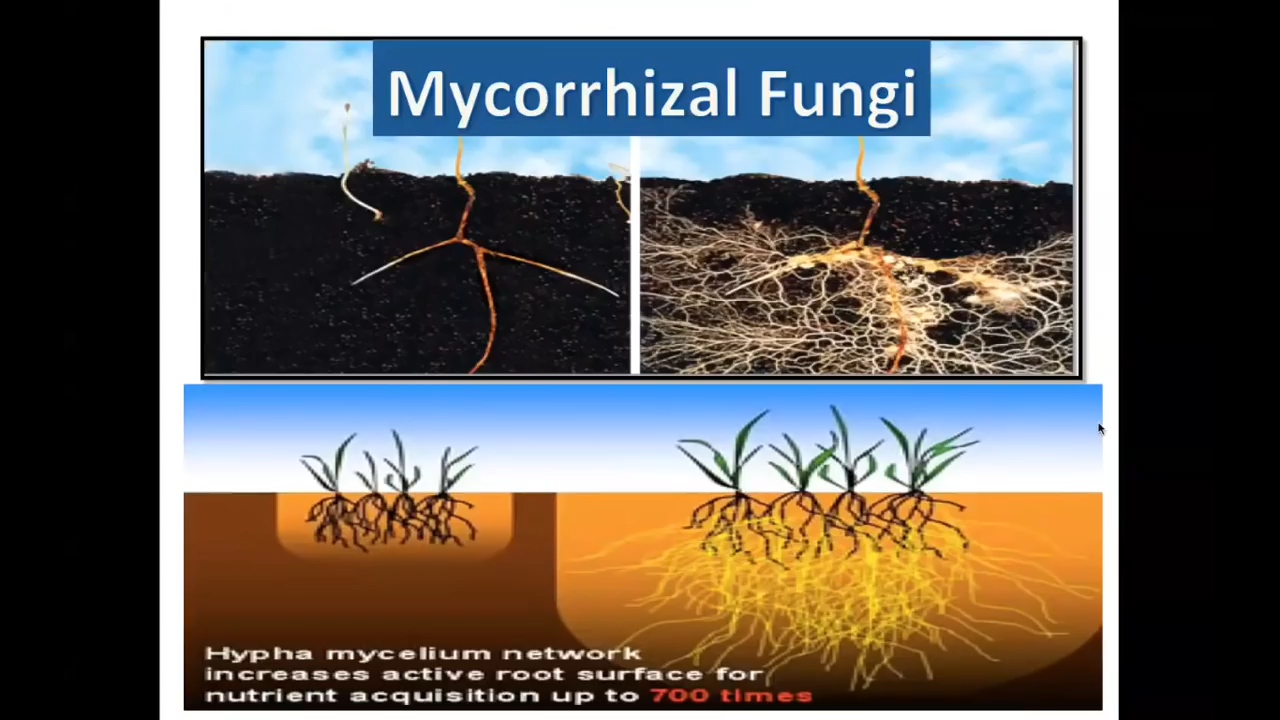 Mycorrhizal Fungi
Hypha mycelium network
increases active root surface for
nutrient acquisition up to 700 times